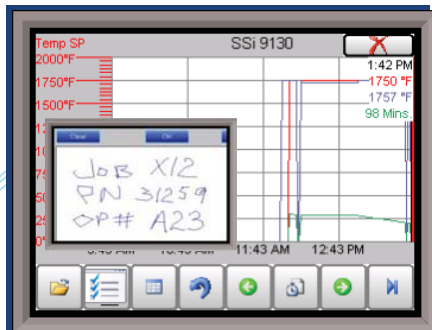 Temp SP SSi 9130
2000°F 1:42 PM
1750°F 1750 °F
1757 °F
1500°F 98 Mins.
Clear OK
JOB X12
PN 31259
OP# A23
11:43 AM 12:43 PM